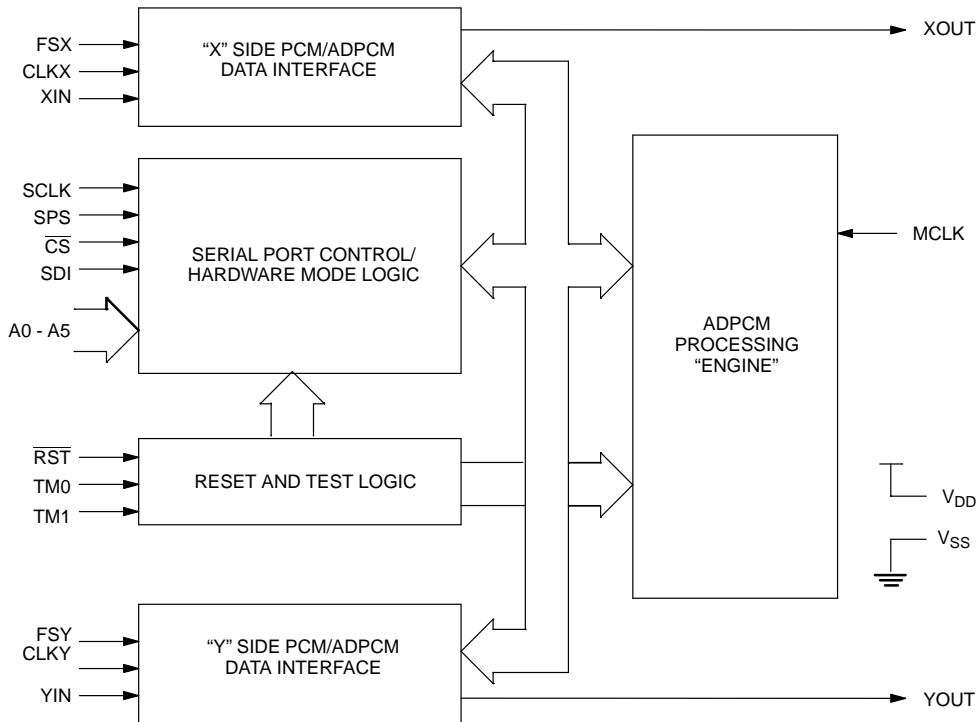 FSX
CLKX
XIN
“X” SIDE PCM/ADPCM
DATA INTERFACE
XOUT
SCLK
SPS
C̅S̅
SDI
A0 - A5
SERIAL PORT CONTROL/
HARDWARE MODE LOGIC
MCLK
ADPCM
PROCESSING
“ENGINE”
R̅S̅T̅
TM0
TM1
RESET AND TEST LOGIC
VDD
VSS
FSY
CLKY
YIN
“Y” SIDE PCM/ADPCM
DATA INTERFACE
YOUT